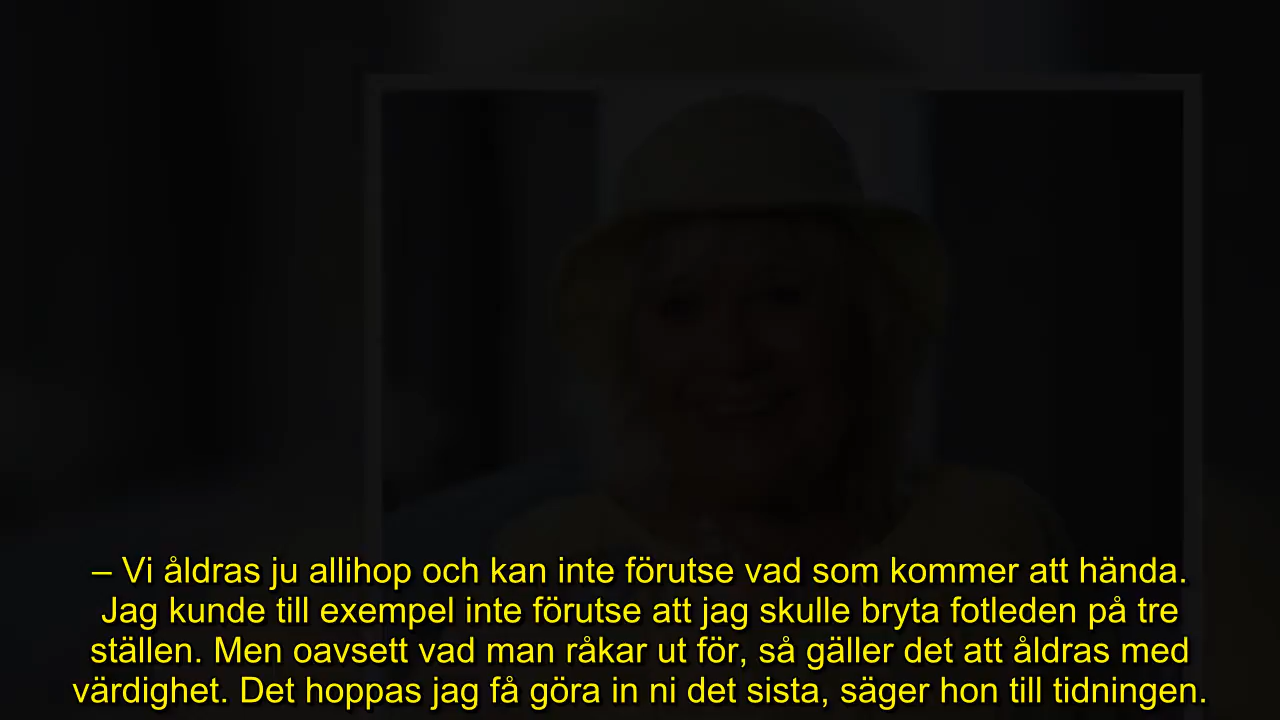 – Vi åldras ju allihop och kan inte förutse vad som kommer att hända.
Jag kunde till exempel inte förutse att jag skulle bryta fotleden på tre
ställen. Men oavsett vad man råkar ut för, så gäller det att åldras med
värdighet. Det hoppas jag få göra in ni det sista, säger hon till tidningen.